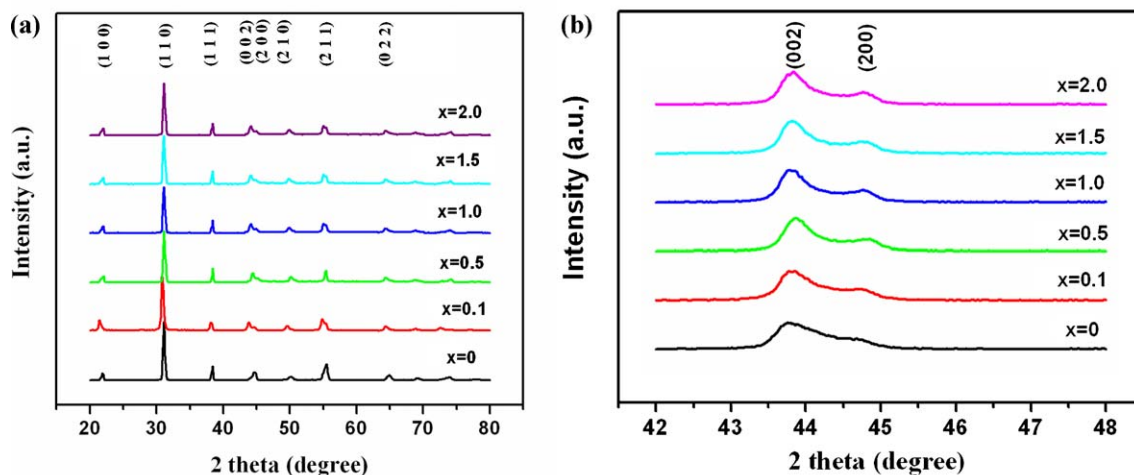 (a)
(1 0 0)
(1 1 0)
(1 1 1)
(0 0 2)
(2 0 0)
(2 1 0)
(2 1 1)
(0 2 2)
x=2.0
x=1.5
x=1.0
x=0.5
x=0.1
x=0
Intensity (a.u.)
20 30 40 50 60 70 80
2 theta (degree)
(b)
(002)
(200)
x=2.0
x=1.5
x=1.0
x=0.5
x=0.1
x=0
Intensity (a.u.)
42 43 44 45 46 47 48
2 theta (degree)